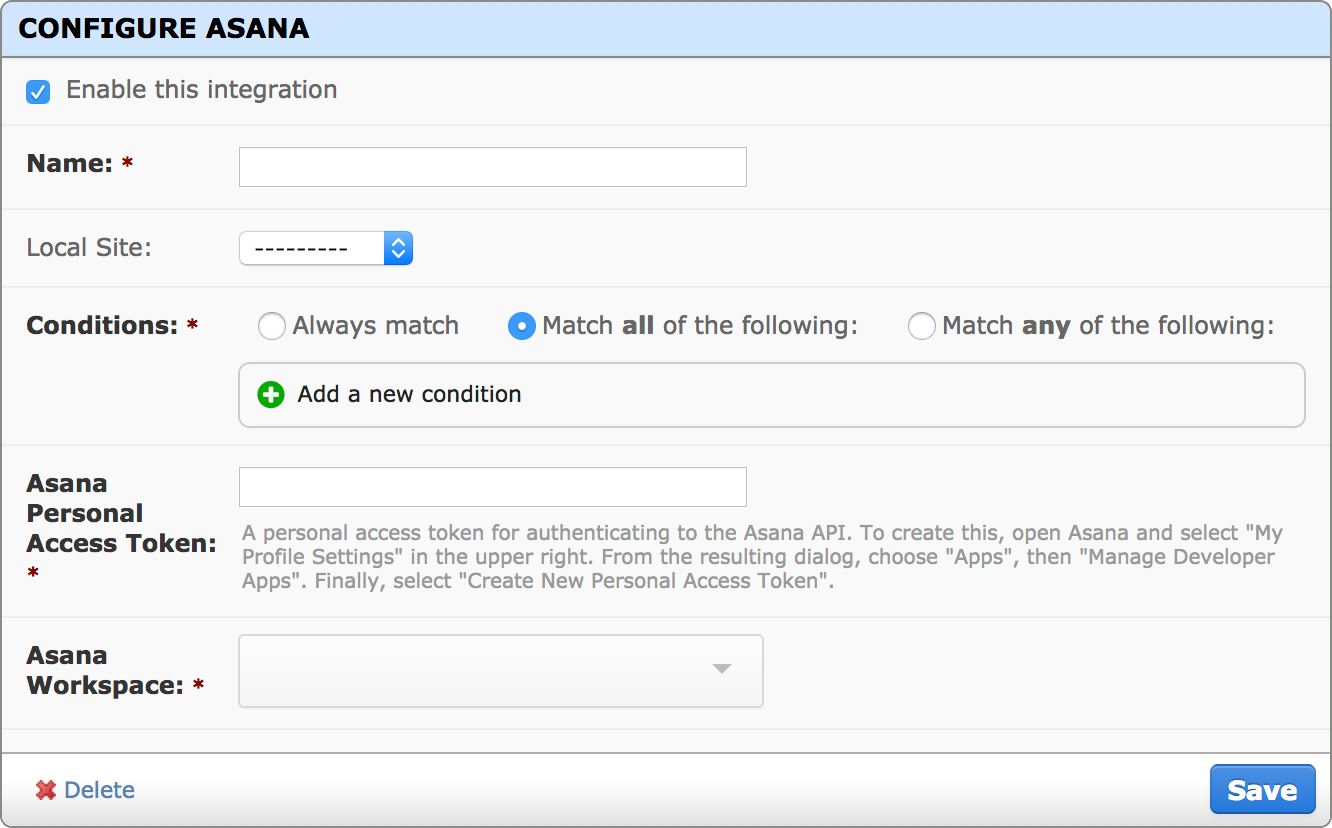 CONFIGURE ASANA
Enable this integration
Name: *
Local Site:
---------
Conditions: *
Always match
Match all of the following:
Match any of the following:
Add a new condition
Asana
Personal
Access Token:
*
A personal access token for authenticating to the Asana API. To create this, open Asana and select "My
Profile Settings" in the upper right. From the resulting dialog, choose "Apps", then "Manage Developer
Apps". Finally, select "Create New Personal Access Token".
Asana
Workspace: *
Delete
Save